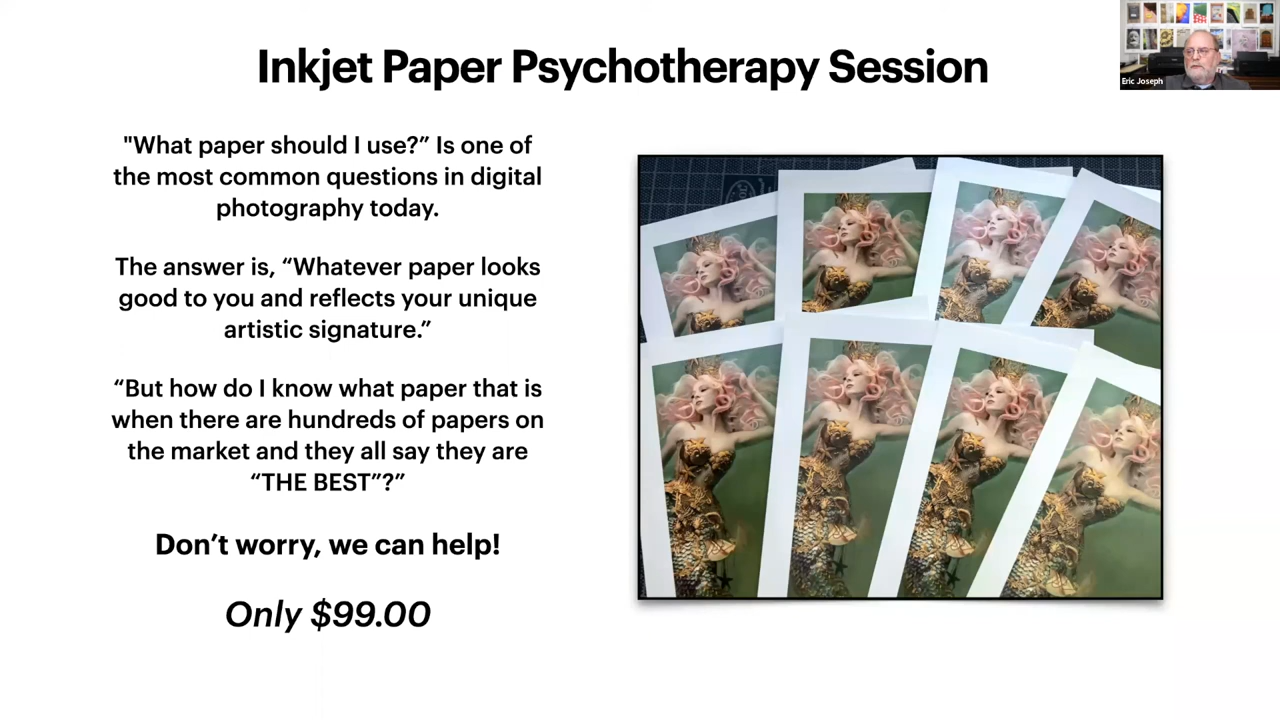 Inkjet Paper Psychotherapy Session
Eric Joseph
"What paper should I use?” Is one of
the most common questions in digital
photography today.
The answer is, “Whatever paper looks
good to you and reflects your unique
artistic signature.”
“But how do I know what paper that is
when there are hundreds of papers on
the market and they all say they are
“THE BEST”?”
Don’t worry, we can help!
Only $99.00